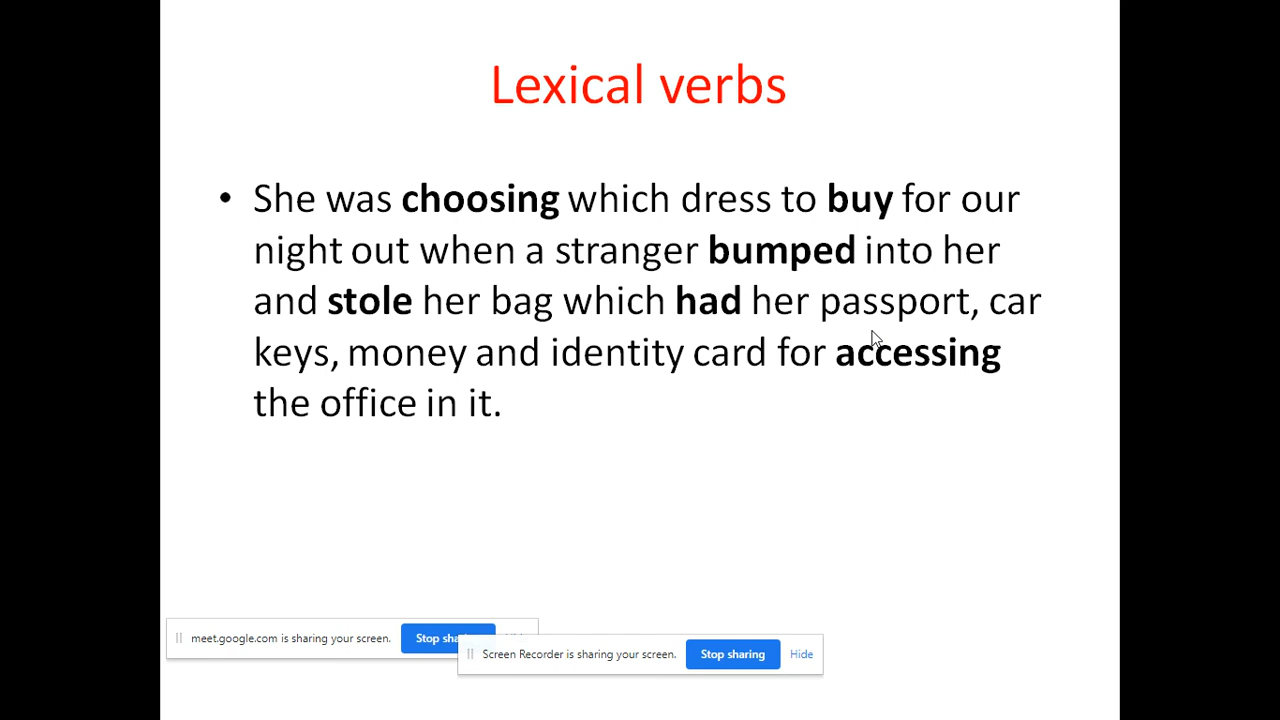 Lexical verbs
• She was choosing which dress to buy for our
night out when a stranger bumped into her
and stole her bag which had her passport, car
keys, money and identity card for accessing
the office in it.
meet.google.com is sharing your screen. Stop
Screen Recorder is sharing your screen. Stop sharing Hide